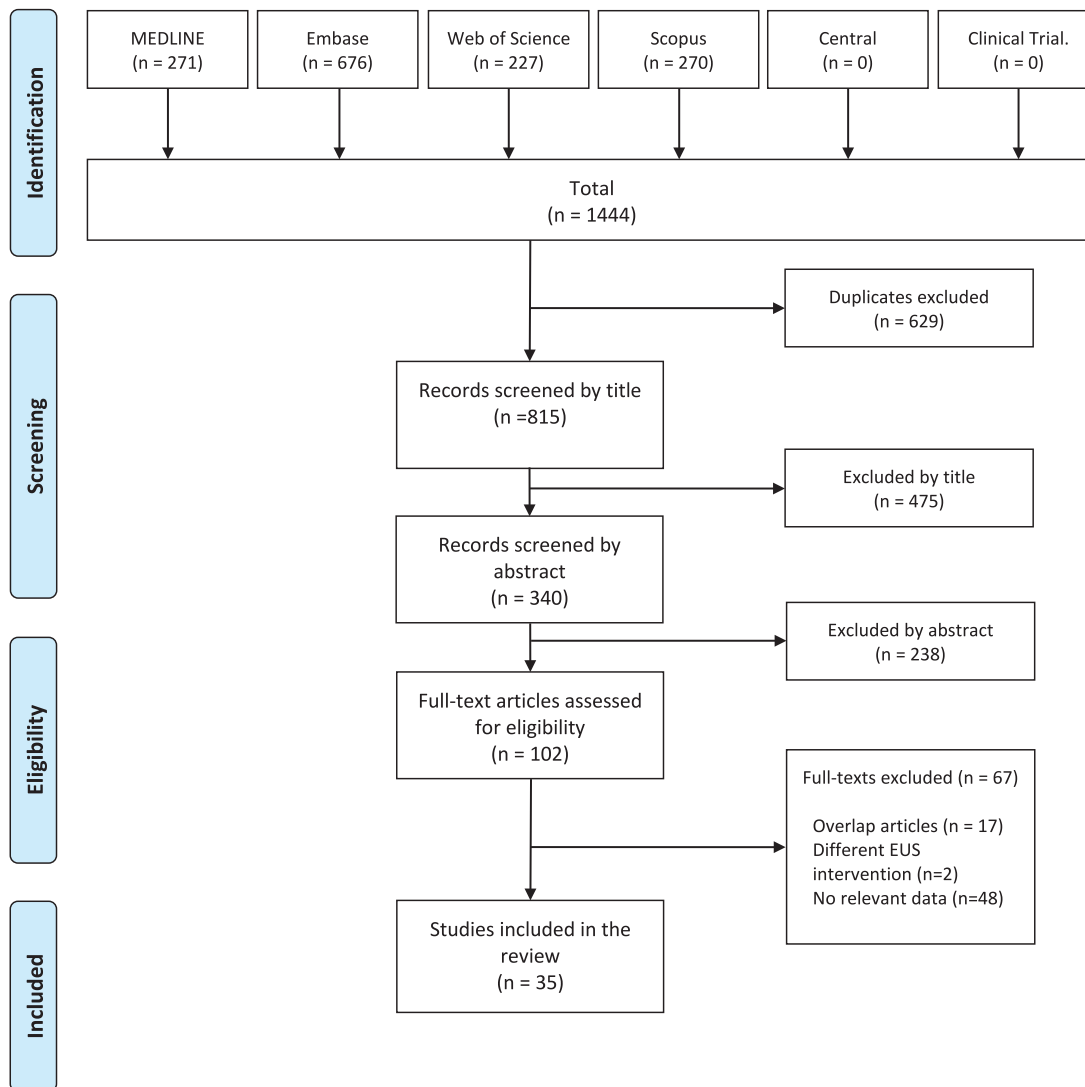 Identification
MEDLINE
(n = 271)
Embase
(n = 676)
Web of Science
(n = 227)
Scopus
(n = 270)
Central
(n = 0)
Clinical Trial.
(n = 0)
Total
(n = 1444)
Screening
Duplicates excluded
(n = 629)
Records screened by title
(n =815)
Excluded by title
(n = 475)
Records screened by
abstract
(n = 340)
Excluded by abstract
(n = 238)
Eligibility
Full-text articles assessed
for eligibility
(n = 102)
Full-texts excluded (n = 67)
Overlap articles (n = 17)
Different EUS
intervention (n=2)
No relevant data (n=48)
Included
Studies included in the
review
(n = 35)